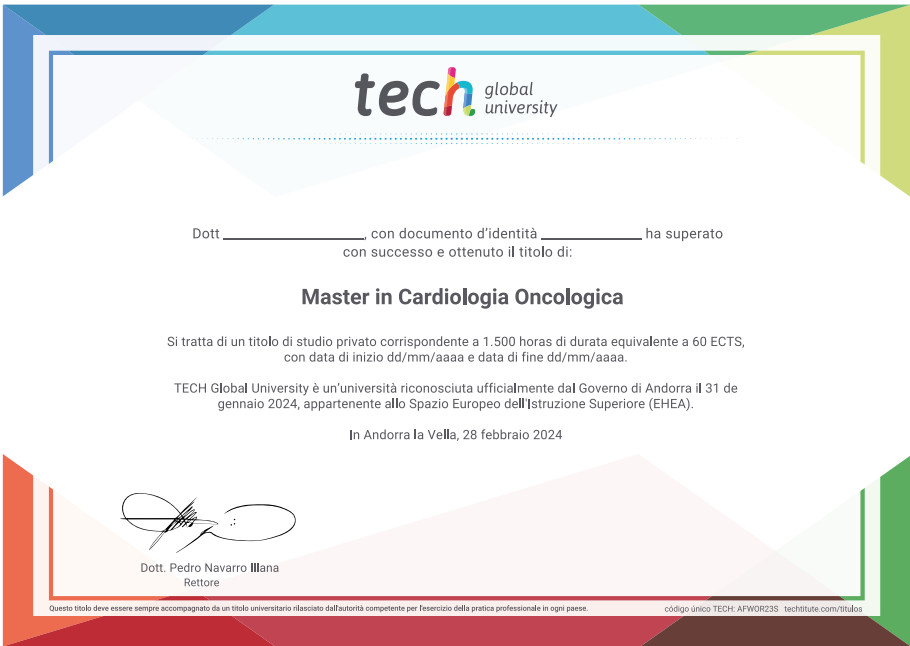 tech global
university
Dott ____________________, con documento d'identità ______________ ha superato
con successo e ottenuto il titolo di:
Master in Cardiologia Oncologica
Si tratta di un titolo di studio privato corrispondente a 1.500 horas di durata equivalente a 60 ECTS,
con data di inizio dd/mm/aaaa e data di fine dd/mm/aaaa.
TECH Global University è un'università riconosciuta ufficialmente dal Governo di Andorra il 31 de
gennaio 2024, appartenente allo Spazio Europeo dell'Istruzione Superiore (EHEA).
In Andorra la Vella, 28 febbraio 2024
Dott. Pedro Navarro Illana
Rettore
Questo titolo deve essere sempre accompagnato da un titolo universitario rilasciato dall'autorità competente per l'esercizio della pratica professionale in ogni paese.
código único TECH: AFWOR23S techtitute.com/titulos